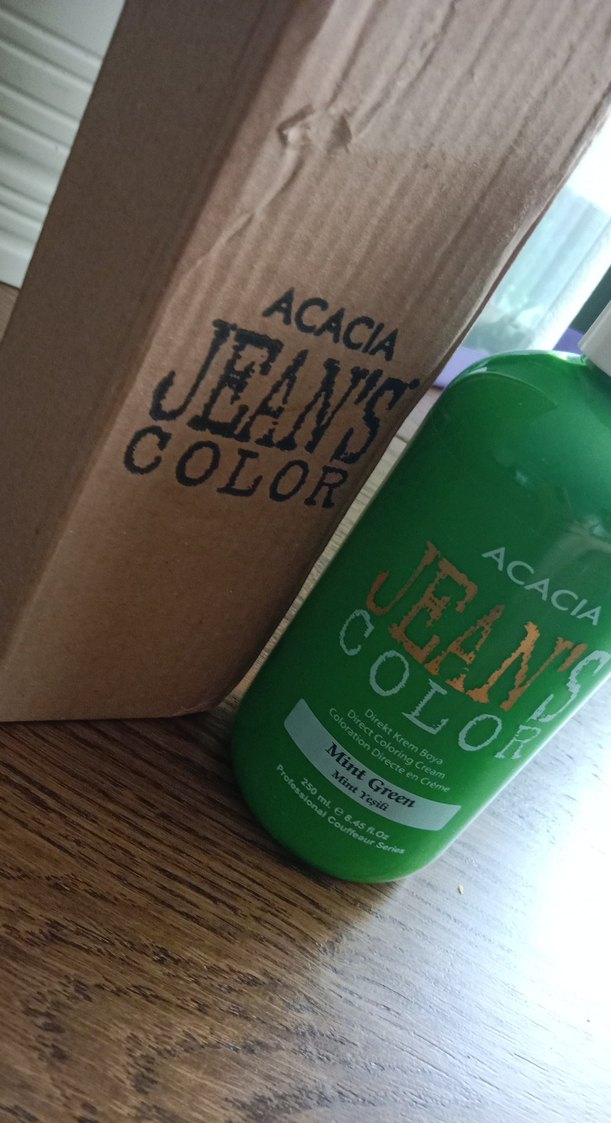 ACACIA
JEAN'S
COLOR
ACACIA
JEAN'S
COLOR
Direkt Krem Boya
Direct Coloring Cream
Coloration Directe en Crème
Mint Green
Mint Yeşili
250 ml. ℮ 8.45 fl.Oz
Professional Couffeaur Series